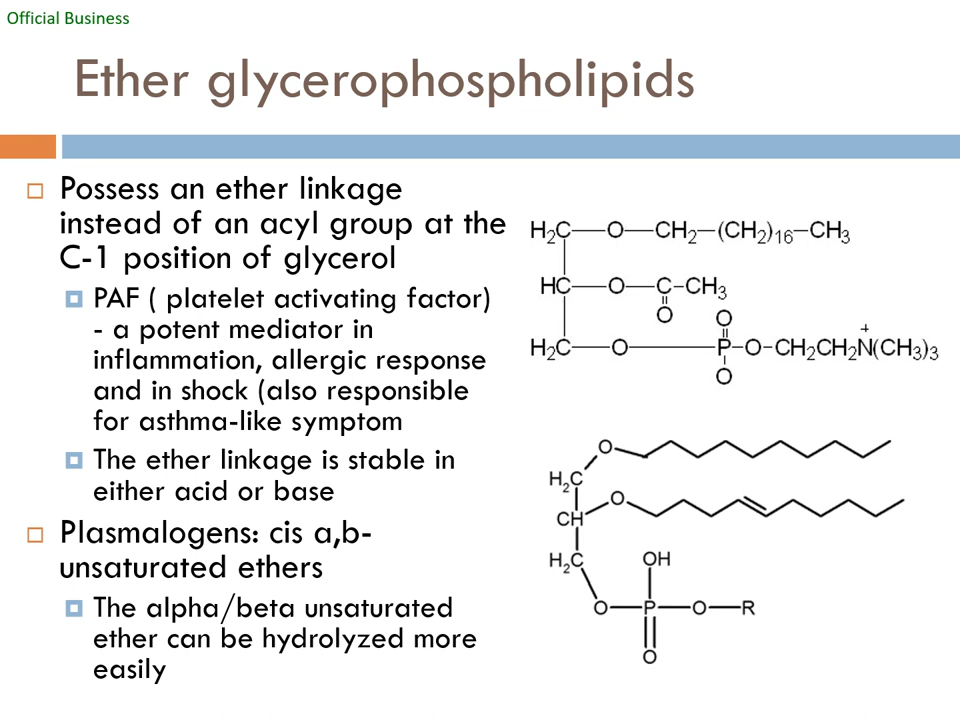 Official Business
Ether glycerophospholipids
Possess an ether linkage
instead of an acyl group at the
C-1 position of glycerol
PAF ( platelet activating factor)
- a potent mediator in
inflammation, allergic response
and in shock (also responsible
for asthma-like symptom
The ether linkage is stable in
either acid or base
Plasmalogens: cis a,b-
unsaturated ethers
The alpha/beta unsaturated
ether can be hydrolyzed more
easily
H₂C—O—CH₂—(CH₂)₁₆—CH₃
HC—O—C—CH₃
O
O
H₂C—O—P—O—CH₂CH₂N⁺(CH₃)₃
O
O
H₂C
O
CH
H₂C
OH
O—P—O—R
O